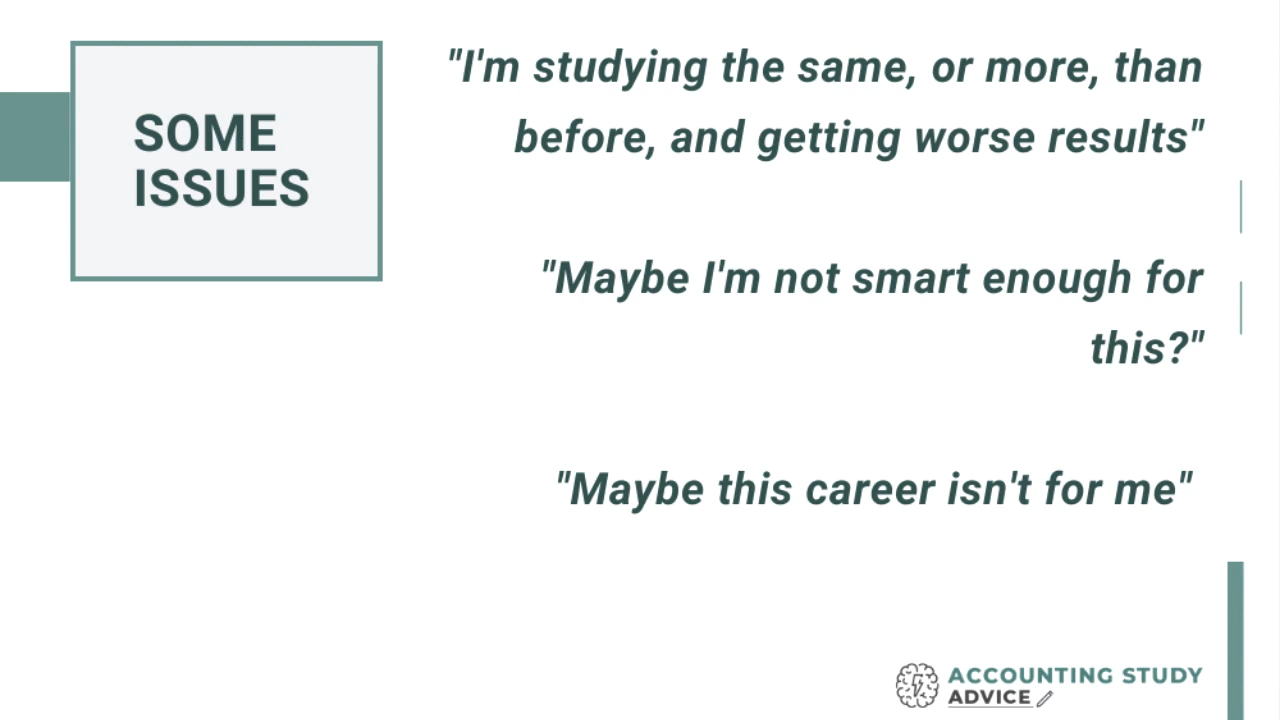 SOME
ISSUES
"I'm studying the same, or more, than
before, and getting worse results"
"Maybe I'm not smart enough for
this?"
"Maybe this career isn't for me"
ACCOUNTING STUDY
ADVICE